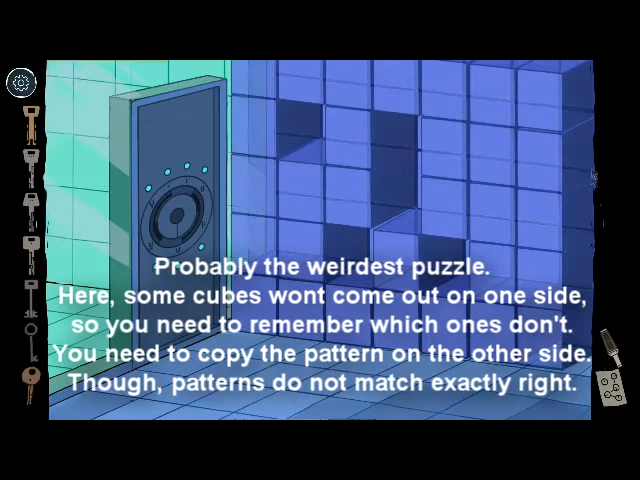 Probably the weirdest puzzle.
Here, some cubes wont come out on one side,
so you need to remember which ones don't.
You need to copy the pattern on the other side.
Though, patterns do not match exactly right.